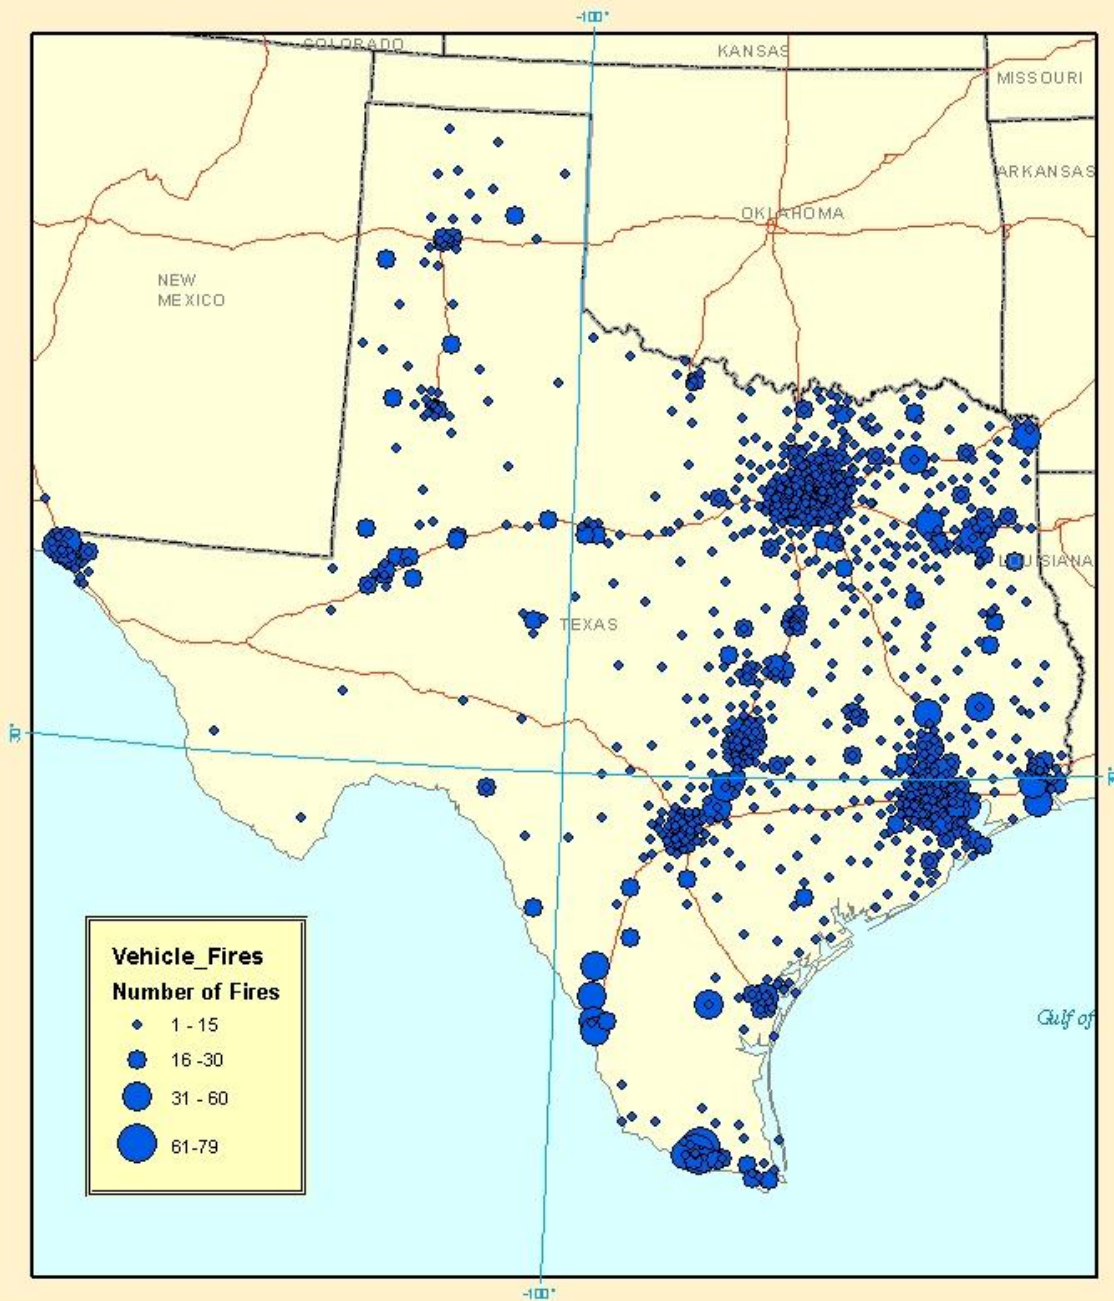 -100°
COLORADO
KANSAS
MISSOURI
ARKANSAS
OKLAHOMA
NEW
MEXICO
LOUISIANA
TEXAS
30°
Vehicle_Fires
Number of Fires
1 - 15
16 -30
31 - 60
61-79
Gulf of
-100°